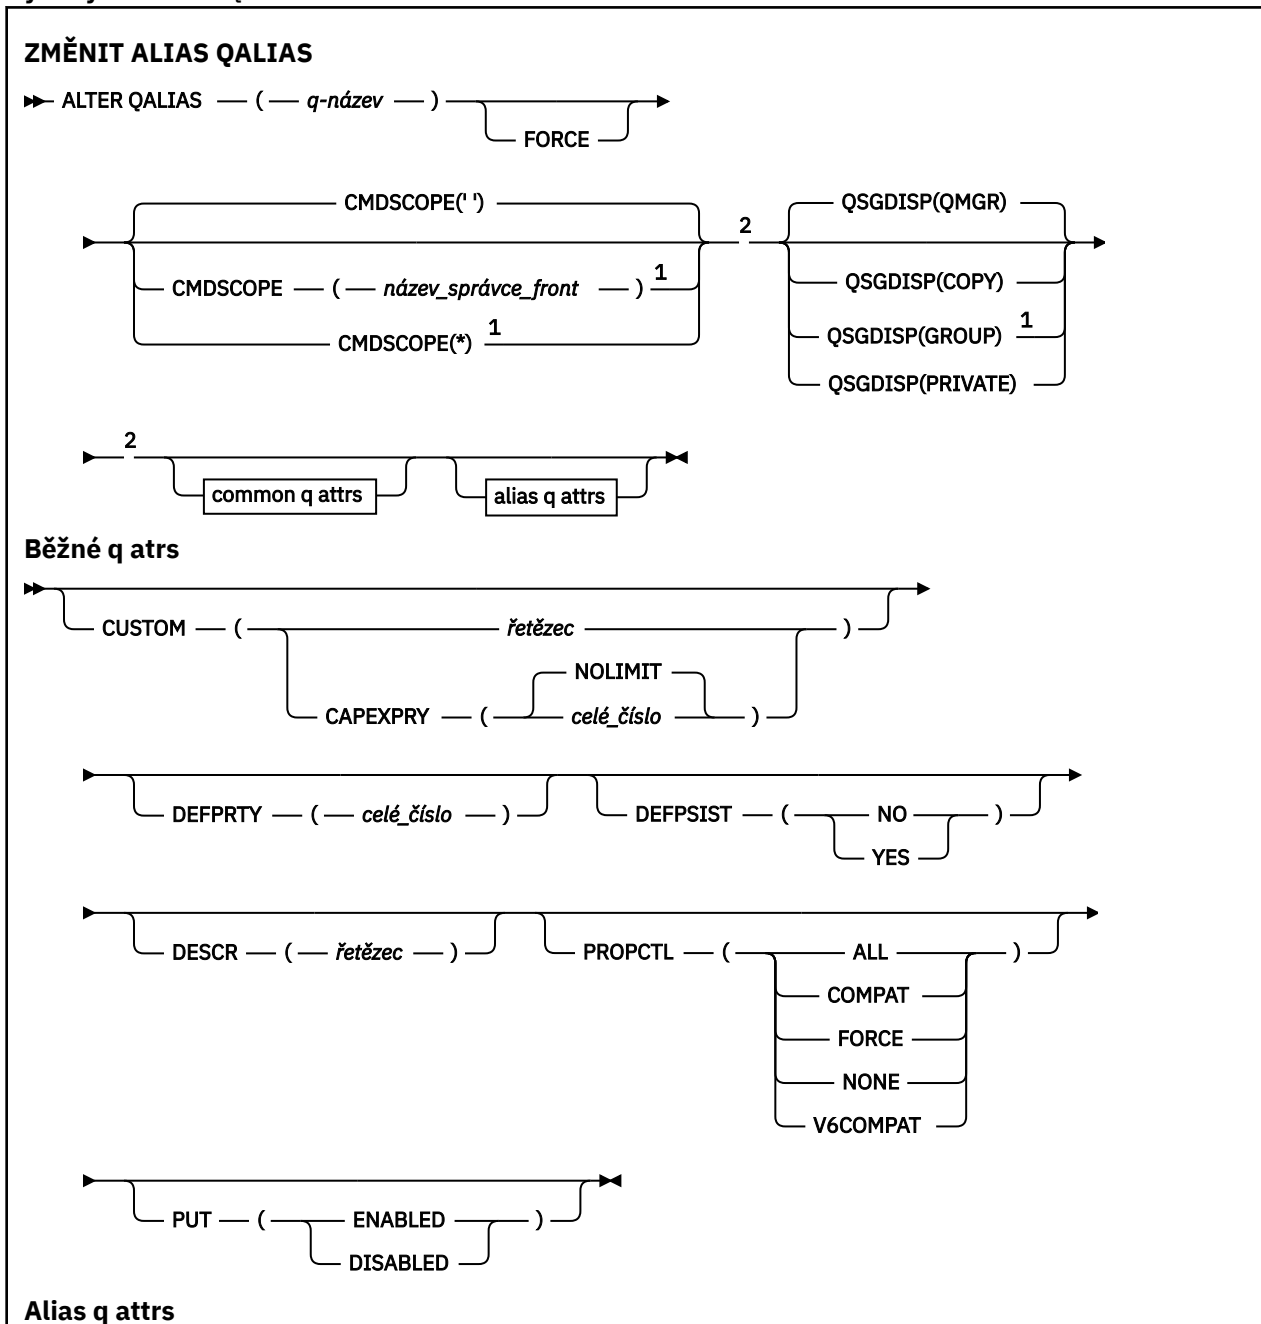 ZMĚNIT ALIAS QALIAS
ALTER QALIAS ( q-název )
FORCE
CMDSCOPE(' ')
CMDSCOPE ( název_správce_front ) 1
CMDSCOPE(*) 1
2
QSGDISP(QMGR)
QSGDISP(COPY)
QSGDISP(GROUP) 1
QSGDISP(PRIVATE)
2
common q attrs
alias q attrs
Běžné q atrs
CUSTOM ( řetězec )
CAPEXPRY ( NOLIMIT
celé_číslo )
DEFPRTY ( celé_číslo )
DEFPSIST ( NO )
YES
DESCR ( řetězec )
PROPCTL ( ALL )
COMPAT
FORCE
NONE
V6COMPAT
PUT ( ENABLED )
DISABLED
Alias q attrs